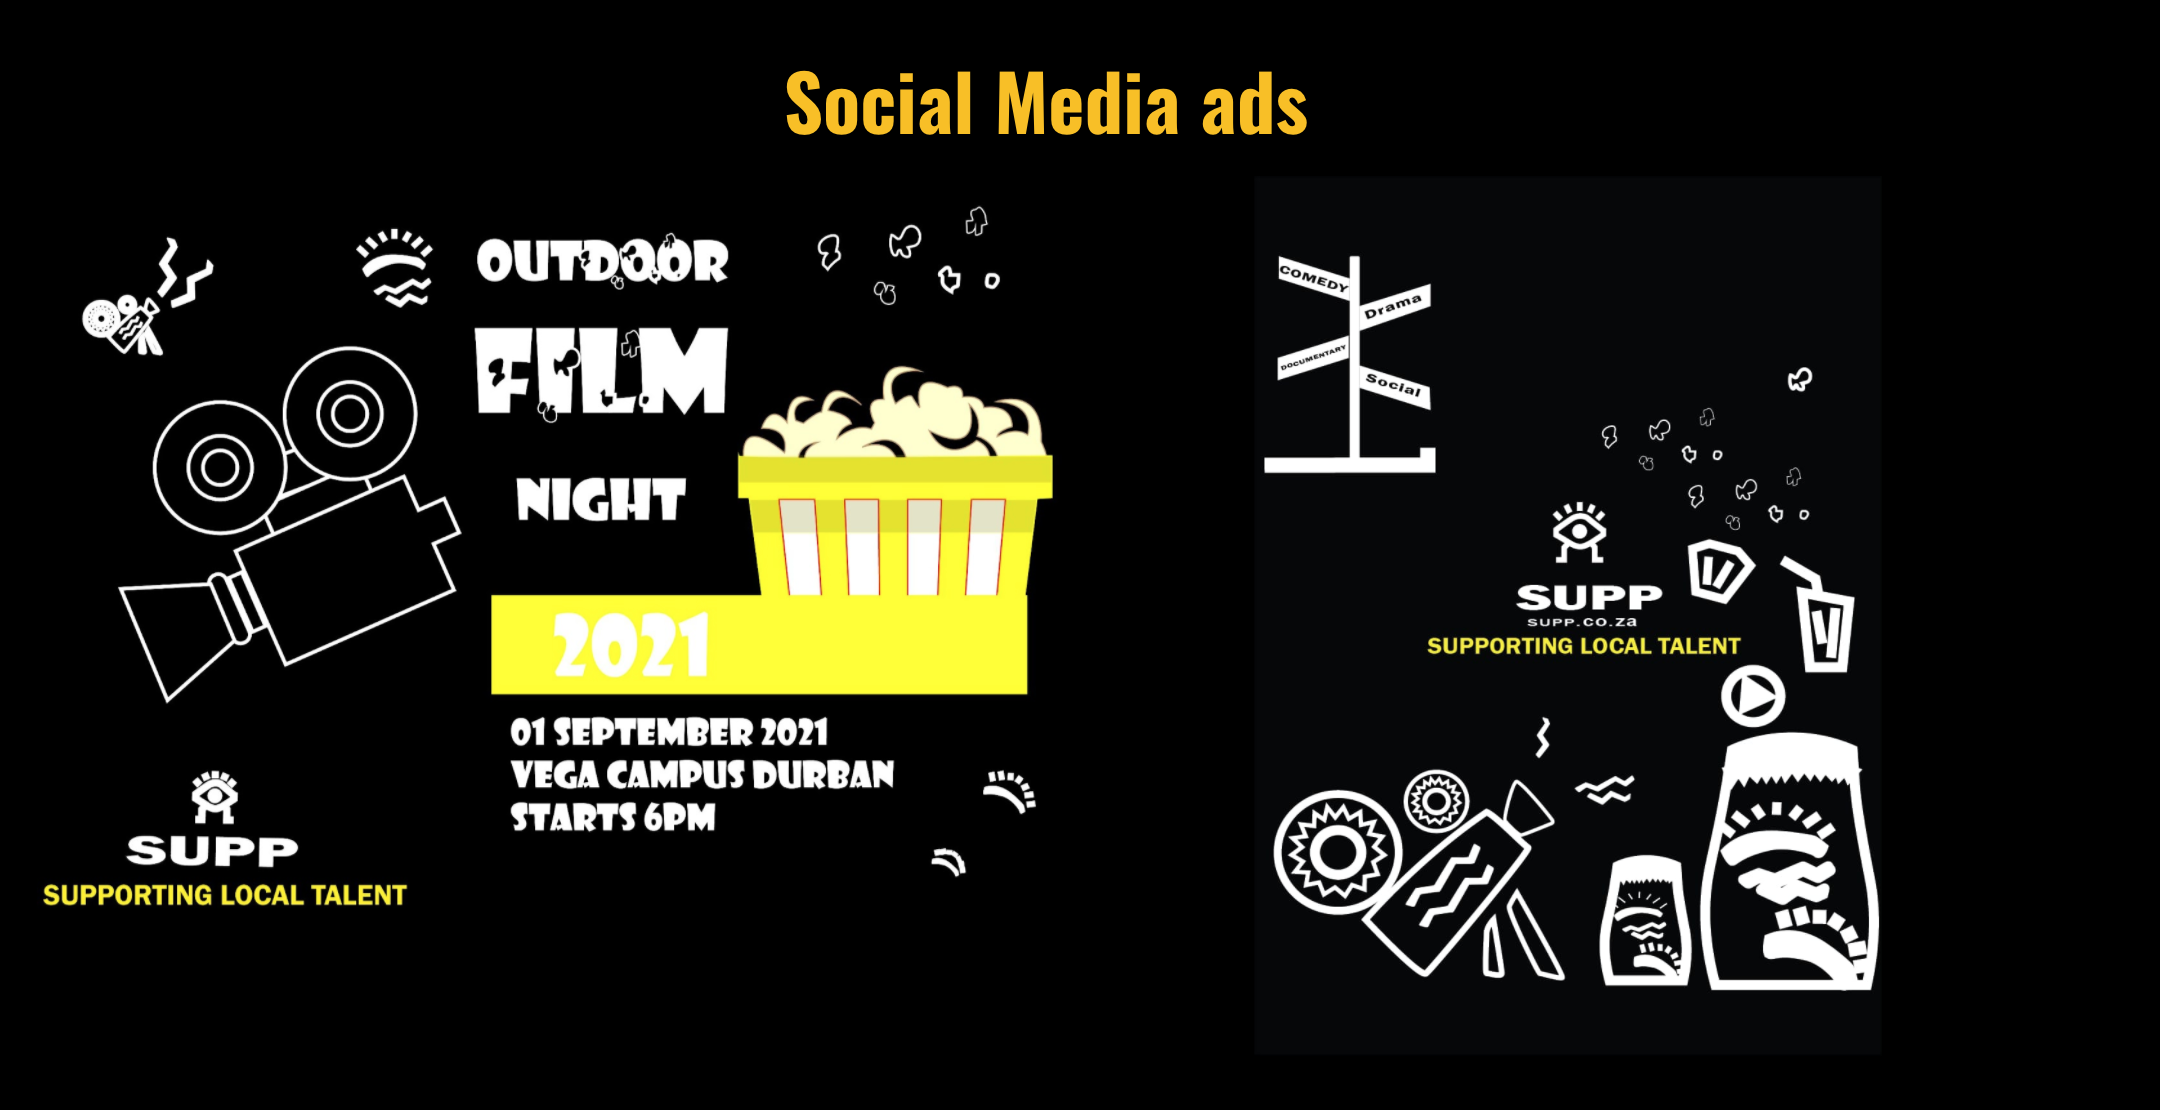 Social Media ads
OUTDOOR
FILM
NIGHT
2021
01 SEPTEMBER 2021
VEGA CAMPUS DURBAN
STARTS 6PM
SUPP
SUPPORTING LOCAL TALENT
COMEDY
Drama
DOCUMENTARY
Social
SUPP
SUPP.co.za
SUPPORTING LOCAL TALENT